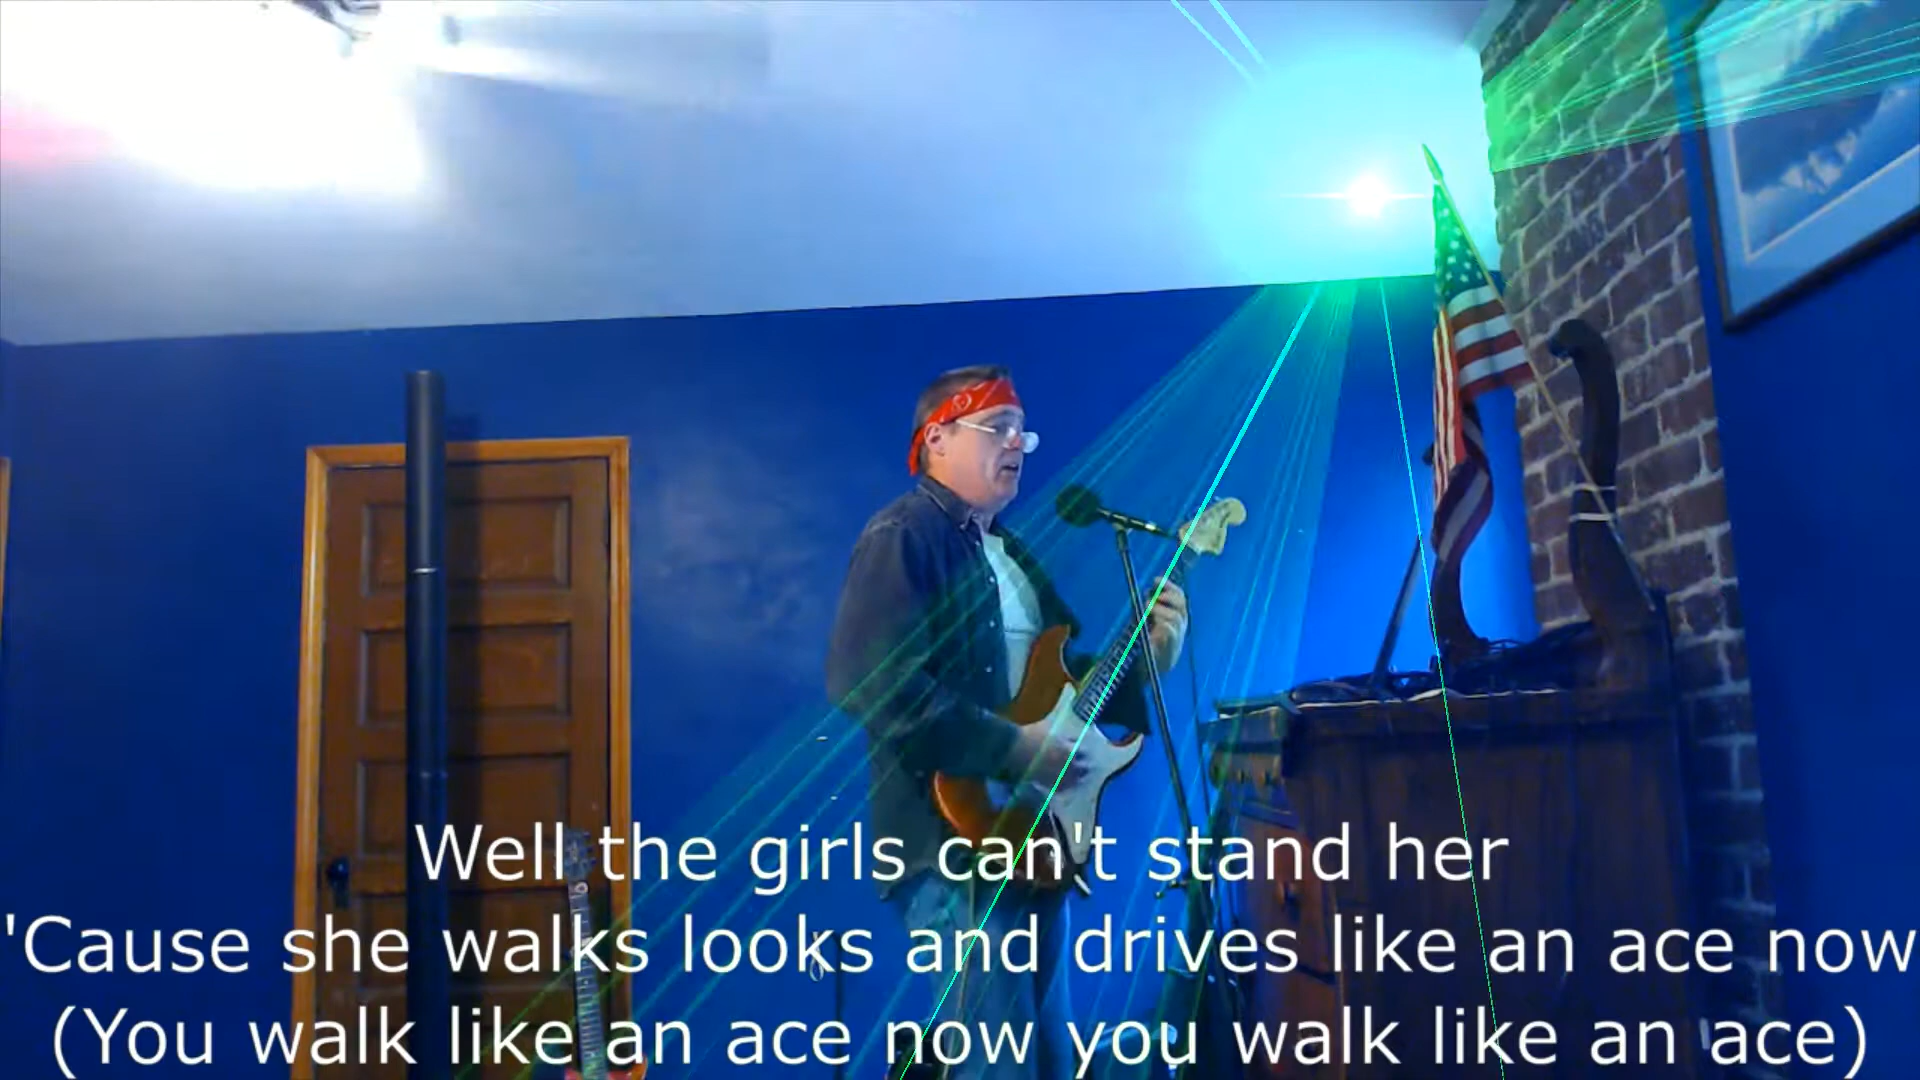 Well the girls can't stand her
'Cause she walks looks and drives like an ace now
(You walk like an ace now you walk like an ace)